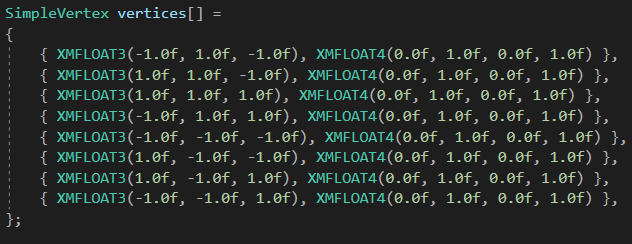 SimpleVertex vertices[] =
{
{ XMFLOAT3(-1.0f, 1.0f, -1.0f), XMFLOAT4(0.0f, 1.0f, 0.0f, 1.0f) },
{ XMFLOAT3(1.0f, 1.0f, -1.0f), XMFLOAT4(0.0f, 1.0f, 0.0f, 1.0f) },
{ XMFLOAT3(1.0f, 1.0f, 1.0f), XMFLOAT4(0.0f, 1.0f, 0.0f, 1.0f) },
{ XMFLOAT3(-1.0f, 1.0f, 1.0f), XMFLOAT4(0.0f, 1.0f, 0.0f, 1.0f) },
{ XMFLOAT3(-1.0f, -1.0f, -1.0f), XMFLOAT4(0.0f, 1.0f, 0.0f, 1.0f) },
{ XMFLOAT3(1.0f, -1.0f, -1.0f), XMFLOAT4(0.0f, 1.0f, 0.0f, 1.0f) },
{ XMFLOAT3(1.0f, -1.0f, 1.0f), XMFLOAT4(0.0f, 1.0f, 0.0f, 1.0f) },
{ XMFLOAT3(-1.0f, -1.0f, 1.0f), XMFLOAT4(0.0f, 1.0f, 0.0f, 1.0f) },
};